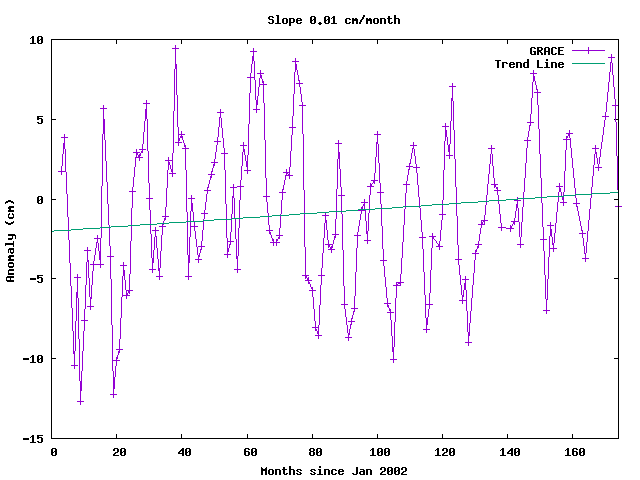 Slope 0.01 cm/month
GRACE
Trend Line
10
5
0
-5
-10
-15
Anomaly (cm)
0 20 40 60 80 100 120 140 160
Months since Jan 2002